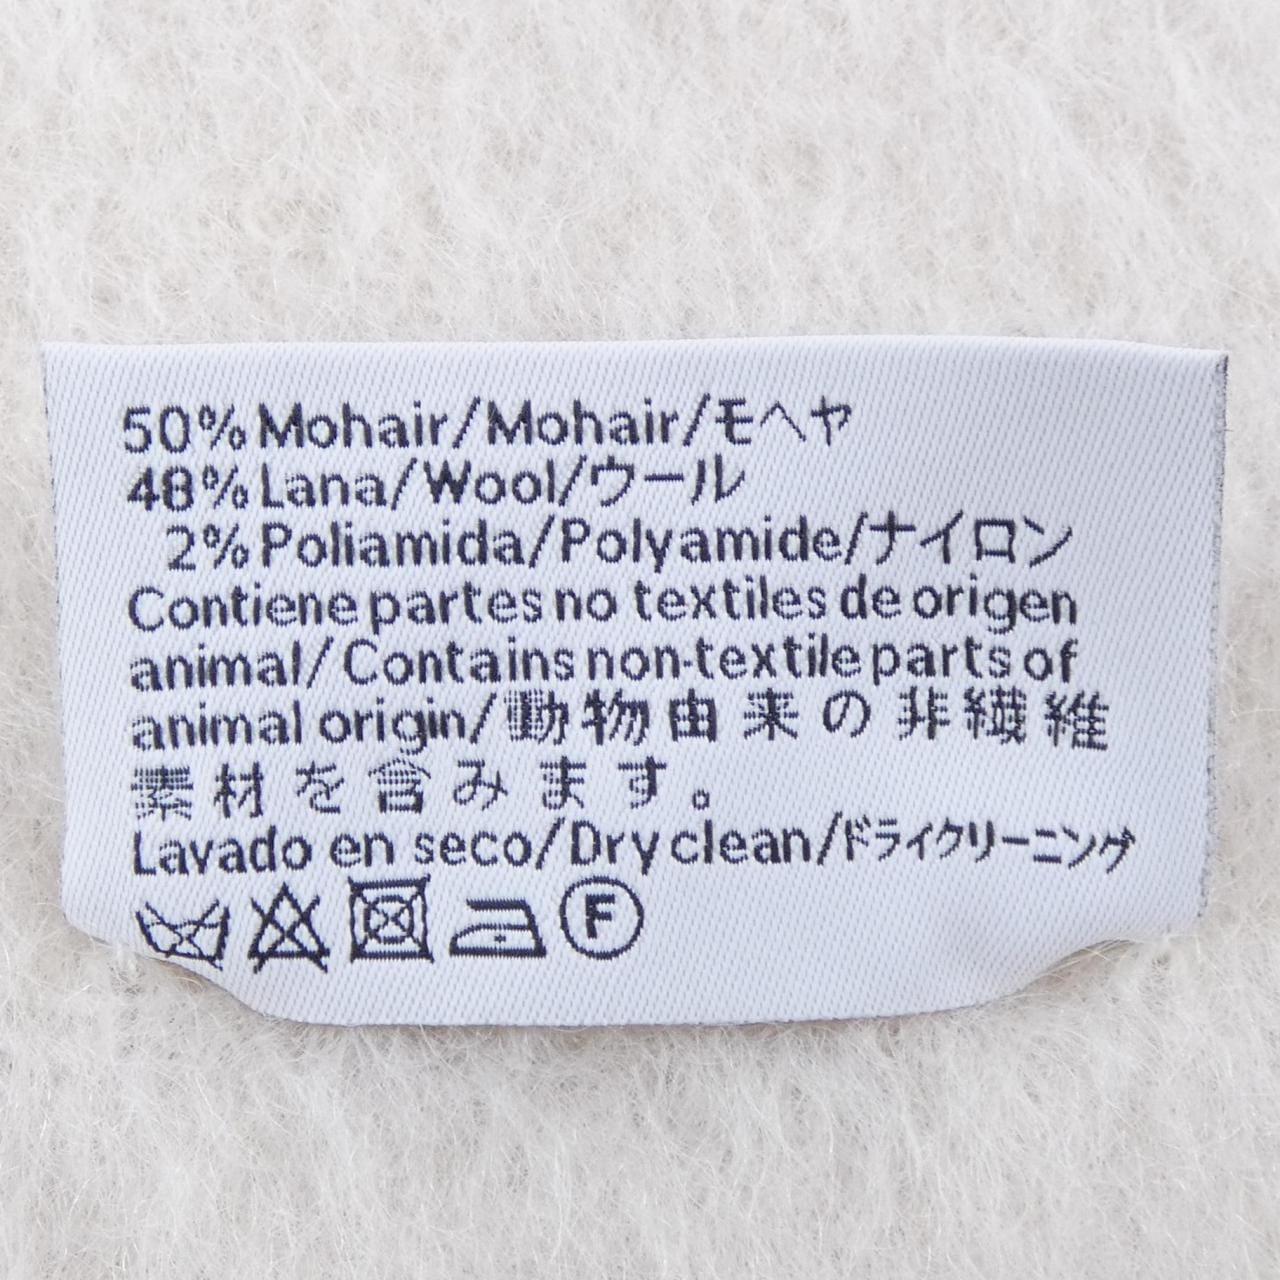 50% Mohair/Mohair/モヘヤ
48% Lana/Wool/ウール
2% Poliamida/Polyamide/ナイロン
Contiene partes no textiles de origen
animal/Contains non-textile parts of
animal origin/動物由来の非繊維
素材を含みます。
Lavado en seco/Dry clean/ドライクリーニング
F